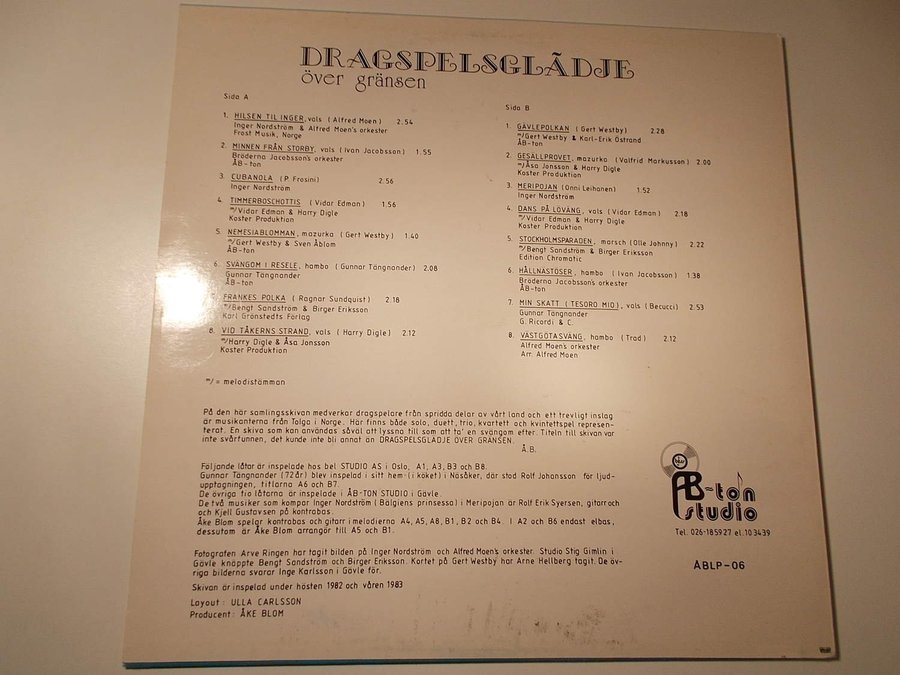 DRAGSPELSGLÄDJE
över gränsen
Sida A
1. HILSEN TIL INGER, vals (Alfred Moen) 2.54
Inger Nordström & Alfred Moen's orkester
Frost Musik, Norge
2. MINNEN FRÅN STORBY, vals (Ivan Jacobsson) 1.55
Bröderna Jacobsson's orkester
ÅB-ton
3. CUBANOLA (P. Frosini) 2.56
Inger Nordström
4. TIMMERBOSCHOTTIS (Vidar Edman) 1.56
m/Vidar Edman & Harry Digle
Koster Produktion
5. NEMESIABLOMMAN, mazurka (Gert Westby) 1.40
m/Gert Westby & Sven Åblom
ÅB-ton
6. SVÄNGOM I RESELE, hambo (Gunnar Tängnander) 2.08
Gunnar Tängnander
ÅB-ton
7. FRANKES POLKA (Ragnar Sundquist) 2.18
m/Bengt Sandström & Birger Eriksson
Karl Grönstedts Förlag
8. VID TÅKERNS STRAND, vals (Harry Digle) 2.12
m/Harry Digle & Åsa Jonsson
Koster Produktion
m/ = melodistämman
Sida B
1. GÄVLEPOLKAN (Gert Westby) 2.28
m/Gert Westby & Karl-Erik Östrand
ÅB-ton
2. GESÄLLPROVET, mazurka (Valfrid Markusson) 2.00
m/Åsa Jonsson & Harry Digle
Koster Produktion
3. MERIPOJAN (Onni Leihanen) 1.52
Inger Nordström
4. DANS PÅ LÖVÄNG, vals (Vidar Edman) 2.18
m/Vidar Edman & Harry Digle
Koster Produktion
5. STOCKHOLMSPARADEN, marsch (Olle Johnny) 2.22
m/Bengt Sandström & Birger Eriksson
Edition Chromatic
6. HÅLLNÄSTÖSER, hambo (Ivan Jacobsson) 1.38
Bröderna Jacobsson's orkester
ÅB-ton
7. MIN SKATT (TESORO MIO), vals (Becucci) 2.53
Gunnar Tängnander
G. Ricordi & C.
8. VÄSTGÖTASVÄNG, hambo (Trad) 2.12
Alfred Moen's orkester
Arr. Alfred Moen
På den här samlingsskivan medverkar dragspelare från spridda delar av vårt land och ett trevligt inslag
är musikanterna från Tolga i Norge. Här finns både solo, duett, trio, kvartett och kvintettspel represen-
terat. En skiva som kan användas såväl att lyssna till som att ta' en svängom efter. Titeln till skivan var
inte svårfunnen, det kunde inte bli annat än DRAGSPELSGLÄDJE ÖVER GRÄNSEN.
Å.B.
Följande låtar är inspelade hos bel STUDIO AS i Oslo, A1, A3, B3 och B8.
Gunnar Tängnander (72 år) blev inspelad i sitt hem (i köket) i Näsåker, där stod Rolf Johansson för ljud-
upptagningen, titlarna A6 och B7.
De övriga tio låtarna är inspelade i ÅB-TON STUDIO i Gävle.
De två musiker som kompar Inger Nordström (Bälgiens prinsessa) i Meripojan är Rolf Erik Syersen, gitarr och
och Kjell Gustavsen på kontrabas.
Åke Blom spelar kontrabas och gitarr i melodierna A4, A5, A8, B1, B2 och B4. I A2 och B6 endast elbas,
dessutom är Åke Blom arrangör till A5 och B1.
Fotografen Arve Ringen har tagit bilden på Inger Nordström och Alfred Moen's orkester. Studio Stig Gimlin i
Gävle knäppte Bengt Sandström och Birger Eriksson. Kortet på Gert Westby har Arne Hellberg tagit. De öv-
riga bilderna svarar Inge Karlsson i Gävle för.
Skivan är inspelad under hösten 1982 och våren 1983
Layout: ULLA CARLSSON
Producent: ÅKE BLOM
ÅB-ton
studio
Tel. 026-185927 el. 103439
ABLP-06